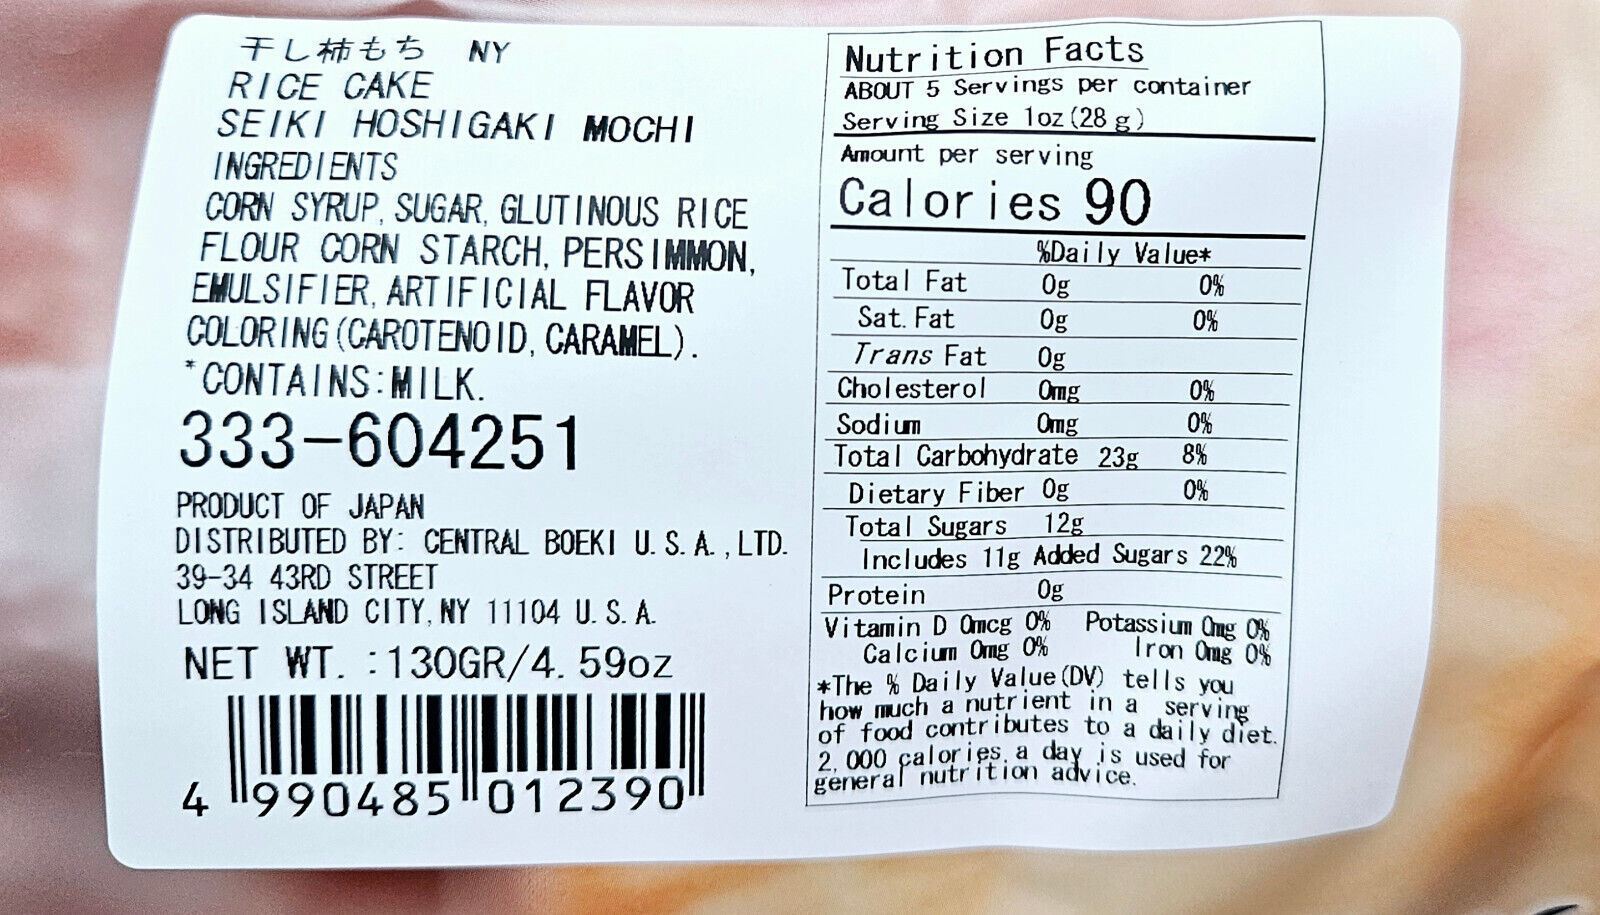 干し柿もち NY
RICE CAKE
SEIKI HOSHIGAKI MOCHI
INGREDIENTS
CORN SYRUP, SUGAR, GLUTINOUS RICE
FLOUR CORN STARCH, PERSIMMON,
EMULSIFIER, ARTIFICIAL FLAVOR
COLORING (CAROTENOID, CARAMEL).
*CONTAINS:MILK.
333-604251
PRODUCT OF JAPAN
DISTRIBUTED BY: CENTRAL BOEKI U.S.A.,LTD.
39-34 43RD STREET
LONG ISLAND CITY, NY 11104 U.S.A.
NET WT. :130GR/4.59oz
4 990485 012390
Nutrition Facts
ABOUT 5 Servings per container
Serving Size 1oz(28 g)
Amount per serving
Calories 90
%Daily Value*
Total Fat 0g 0%
Sat. Fat 0g 0%
Trans Fat 0g
Cholesterol 0mg 0%
Sodium 0mg 0%
Total Carbohydrate 23g 8%
Dietary Fiber 0g 0%
Total Sugars 12g
Includes 11g Added Sugars 22%
Protein 0g
Vitamin D 0mcg 0% Potassium 0mg 0%
Calcium 0mg 0% Iron 0mg 0%
*The % Daily Value(DV) tells you
how much a nutrient in a serving
of food contributes to a daily diet.
2,000 calories a day is used for
general nutrition advice.